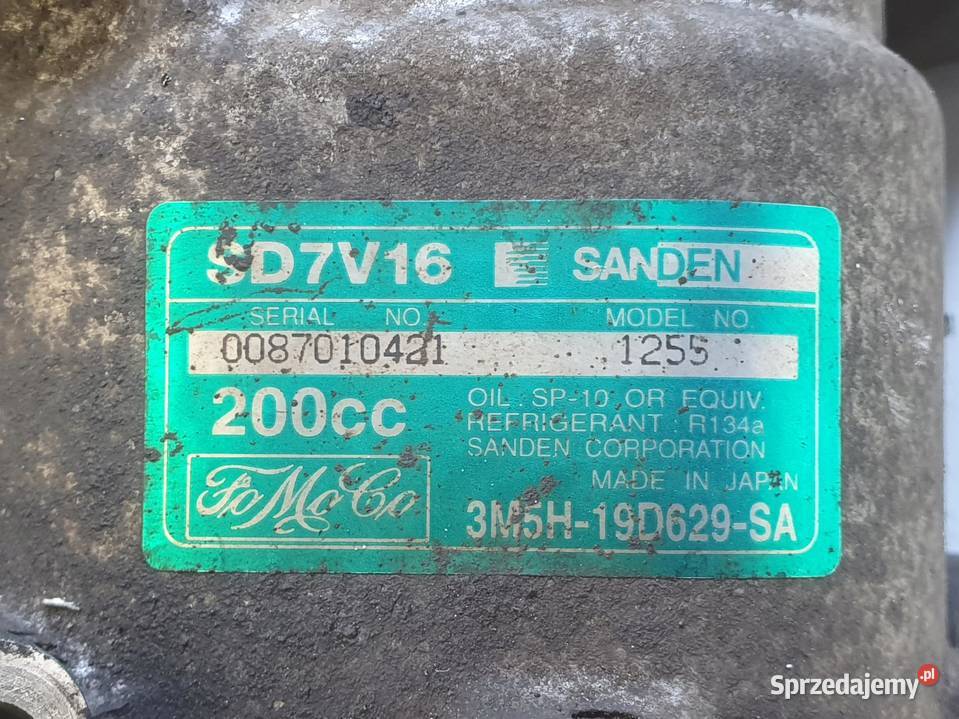 SD7V16 SANDEN
SERIAL NO. MODEL NO.
0087010421 1255
200cc
OIL : SP-10 OR EQUIV.
REFRIGERANT : R134a
SANDEN CORPORATION
MADE IN JAPAN
FoMoCo
3M5H-19D629-SA
Sprzedajemy.pl